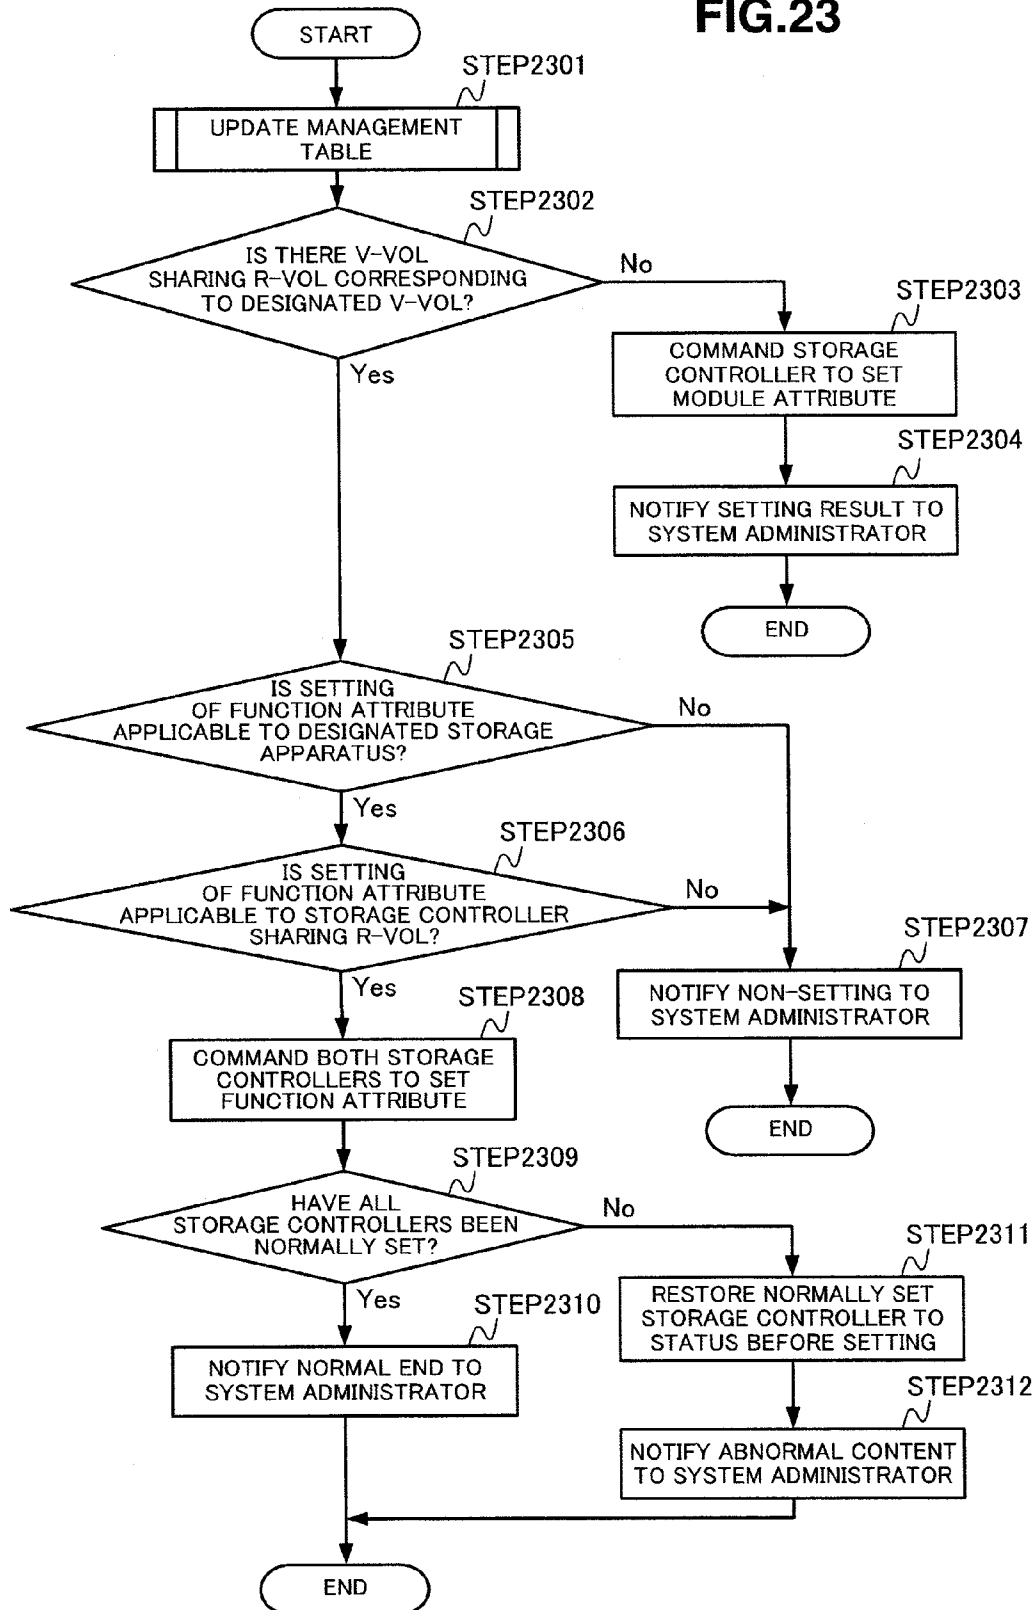 FIG.23
START
STEP2301
UPDATE MANAGEMENT
TABLE
STEP2302
IS THERE V-VOL
SHARING R-VOL CORRESPONDING
TO DESIGNATED V-VOL?
No
Yes
STEP2303
COMMAND STORAGE
CONTROLLER TO SET
MODULE ATTRIBUTE
STEP2304
NOTIFY SETTING RESULT TO
SYSTEM ADMINISTRATOR
END
STEP2305
IS SETTING
OF FUNCTION ATTRIBUTE
APPLICABLE TO DESIGNATED STORAGE
APPARATUS?
No
Yes
STEP2306
IS SETTING
OF FUNCTION ATTRIBUTE
APPLICABLE TO STORAGE CONTROLLER
SHARING R-VOL?
No
Yes
STEP2307
NOTIFY NON-SETTING TO
SYSTEM ADMINISTRATOR
END
STEP2308
COMMAND BOTH STORAGE
CONTROLLERS TO SET
FUNCTION ATTRIBUTE
STEP2309
HAVE ALL
STORAGE CONTROLLERS BEEN
NORMALLY SET?
No
Yes
STEP2310
NOTIFY NORMAL END TO
SYSTEM ADMINISTRATOR
STEP2311
RESTORE NORMALLY SET
STORAGE CONTROLLER TO
STATUS BEFORE SETTING
STEP2312
NOTIFY ABNORMAL CONTENT
TO SYSTEM ADMINISTRATOR
END